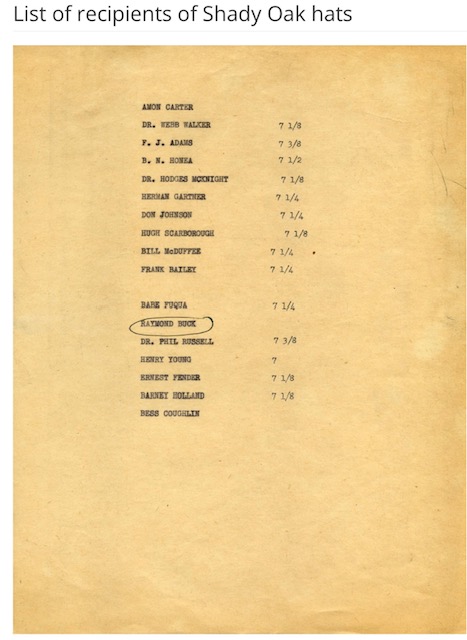 List of recipients of Shady Oak hats
AMON CARTER
DR. WEBB WALKER 7 1/8
F. J. ADAMS 7 3/8
B. N. HONEA 7 1/2
DR. HODGES MCKNIGHT 7 1/8
HERMAN GARTNER 7 1/4
DON JOHNSON 7 1/4
HUGH SCARBOROUGH 7 1/8
BILL McDUFFEE 7 1/4
FRANK BAILEY 7 1/4
BABE FUQUA 7 1/4
RAYMOND BUCK
DR. PHIL RUSSELL 7 3/8
HENRY YOUNG 7
ERNEST FENDER 7 1/8
BARNEY HOLLAND 7 1/8
BESS COUGHLIN